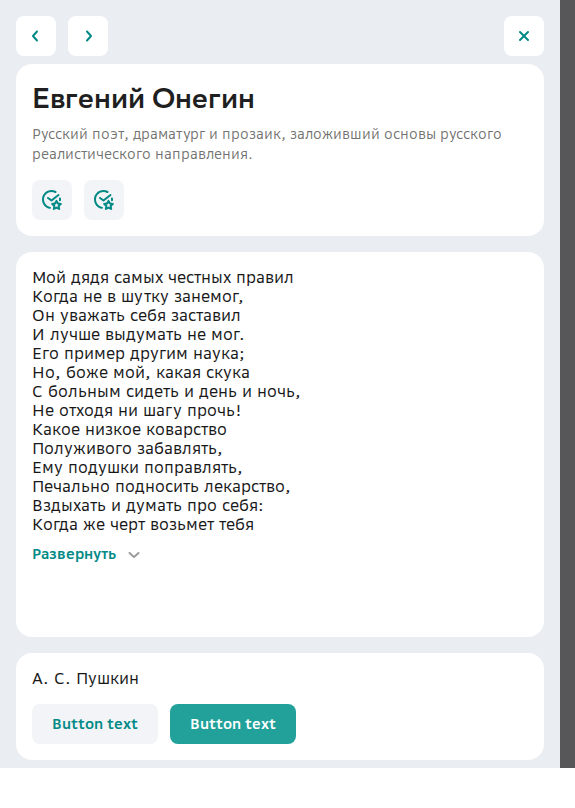 Евгений Онегин
Русский поэт, драматург и прозаик, заложивший основы русского
реалистического направления.
Мой дядя самых честных правил
Когда не в шутку занемог,
Он уважать себя заставил
И лучше выдумать не мог.
Его пример другим наука;
Но, боже мой, какая скука
С больным сидеть и день и ночь,
Не отходя ни шагу прочь!
Какое низкое коварство
Полуживого забавлять,
Ему подушки поправлять,
Печально подносить лекарство,
Вздыхать и думать про себя:
Когда же черт возьмет тебя
Развернуть
А. С. Пушкин
Button text
Button text